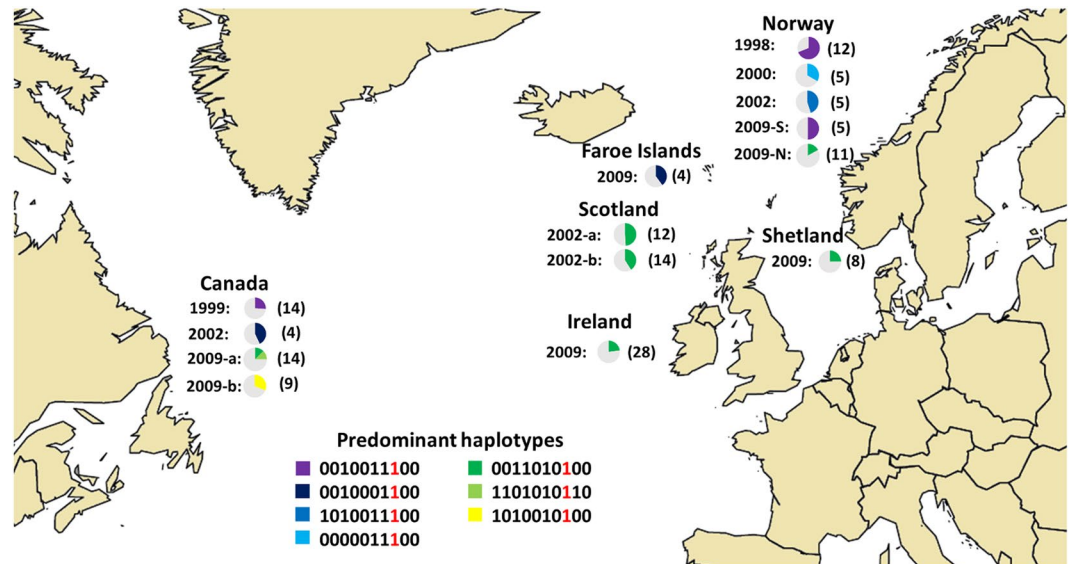 Norway
1998: (12)
2000: (5)
2002: (5)
2009-S: (5)
2009-N: (11)
Faroe Islands
2009: (4)
Scotland
2002-a: (12)
2002-b: (14)
Shetland
2009: (8)
Canada
1999: (14)
2002: (4)
2009-a: (14)
2009-b: (9)
Ireland
2009: (28)
Predominant haplotypes
0010011100 0011010100
0010001100 1101010110
1010011100 1010010100
0000011100